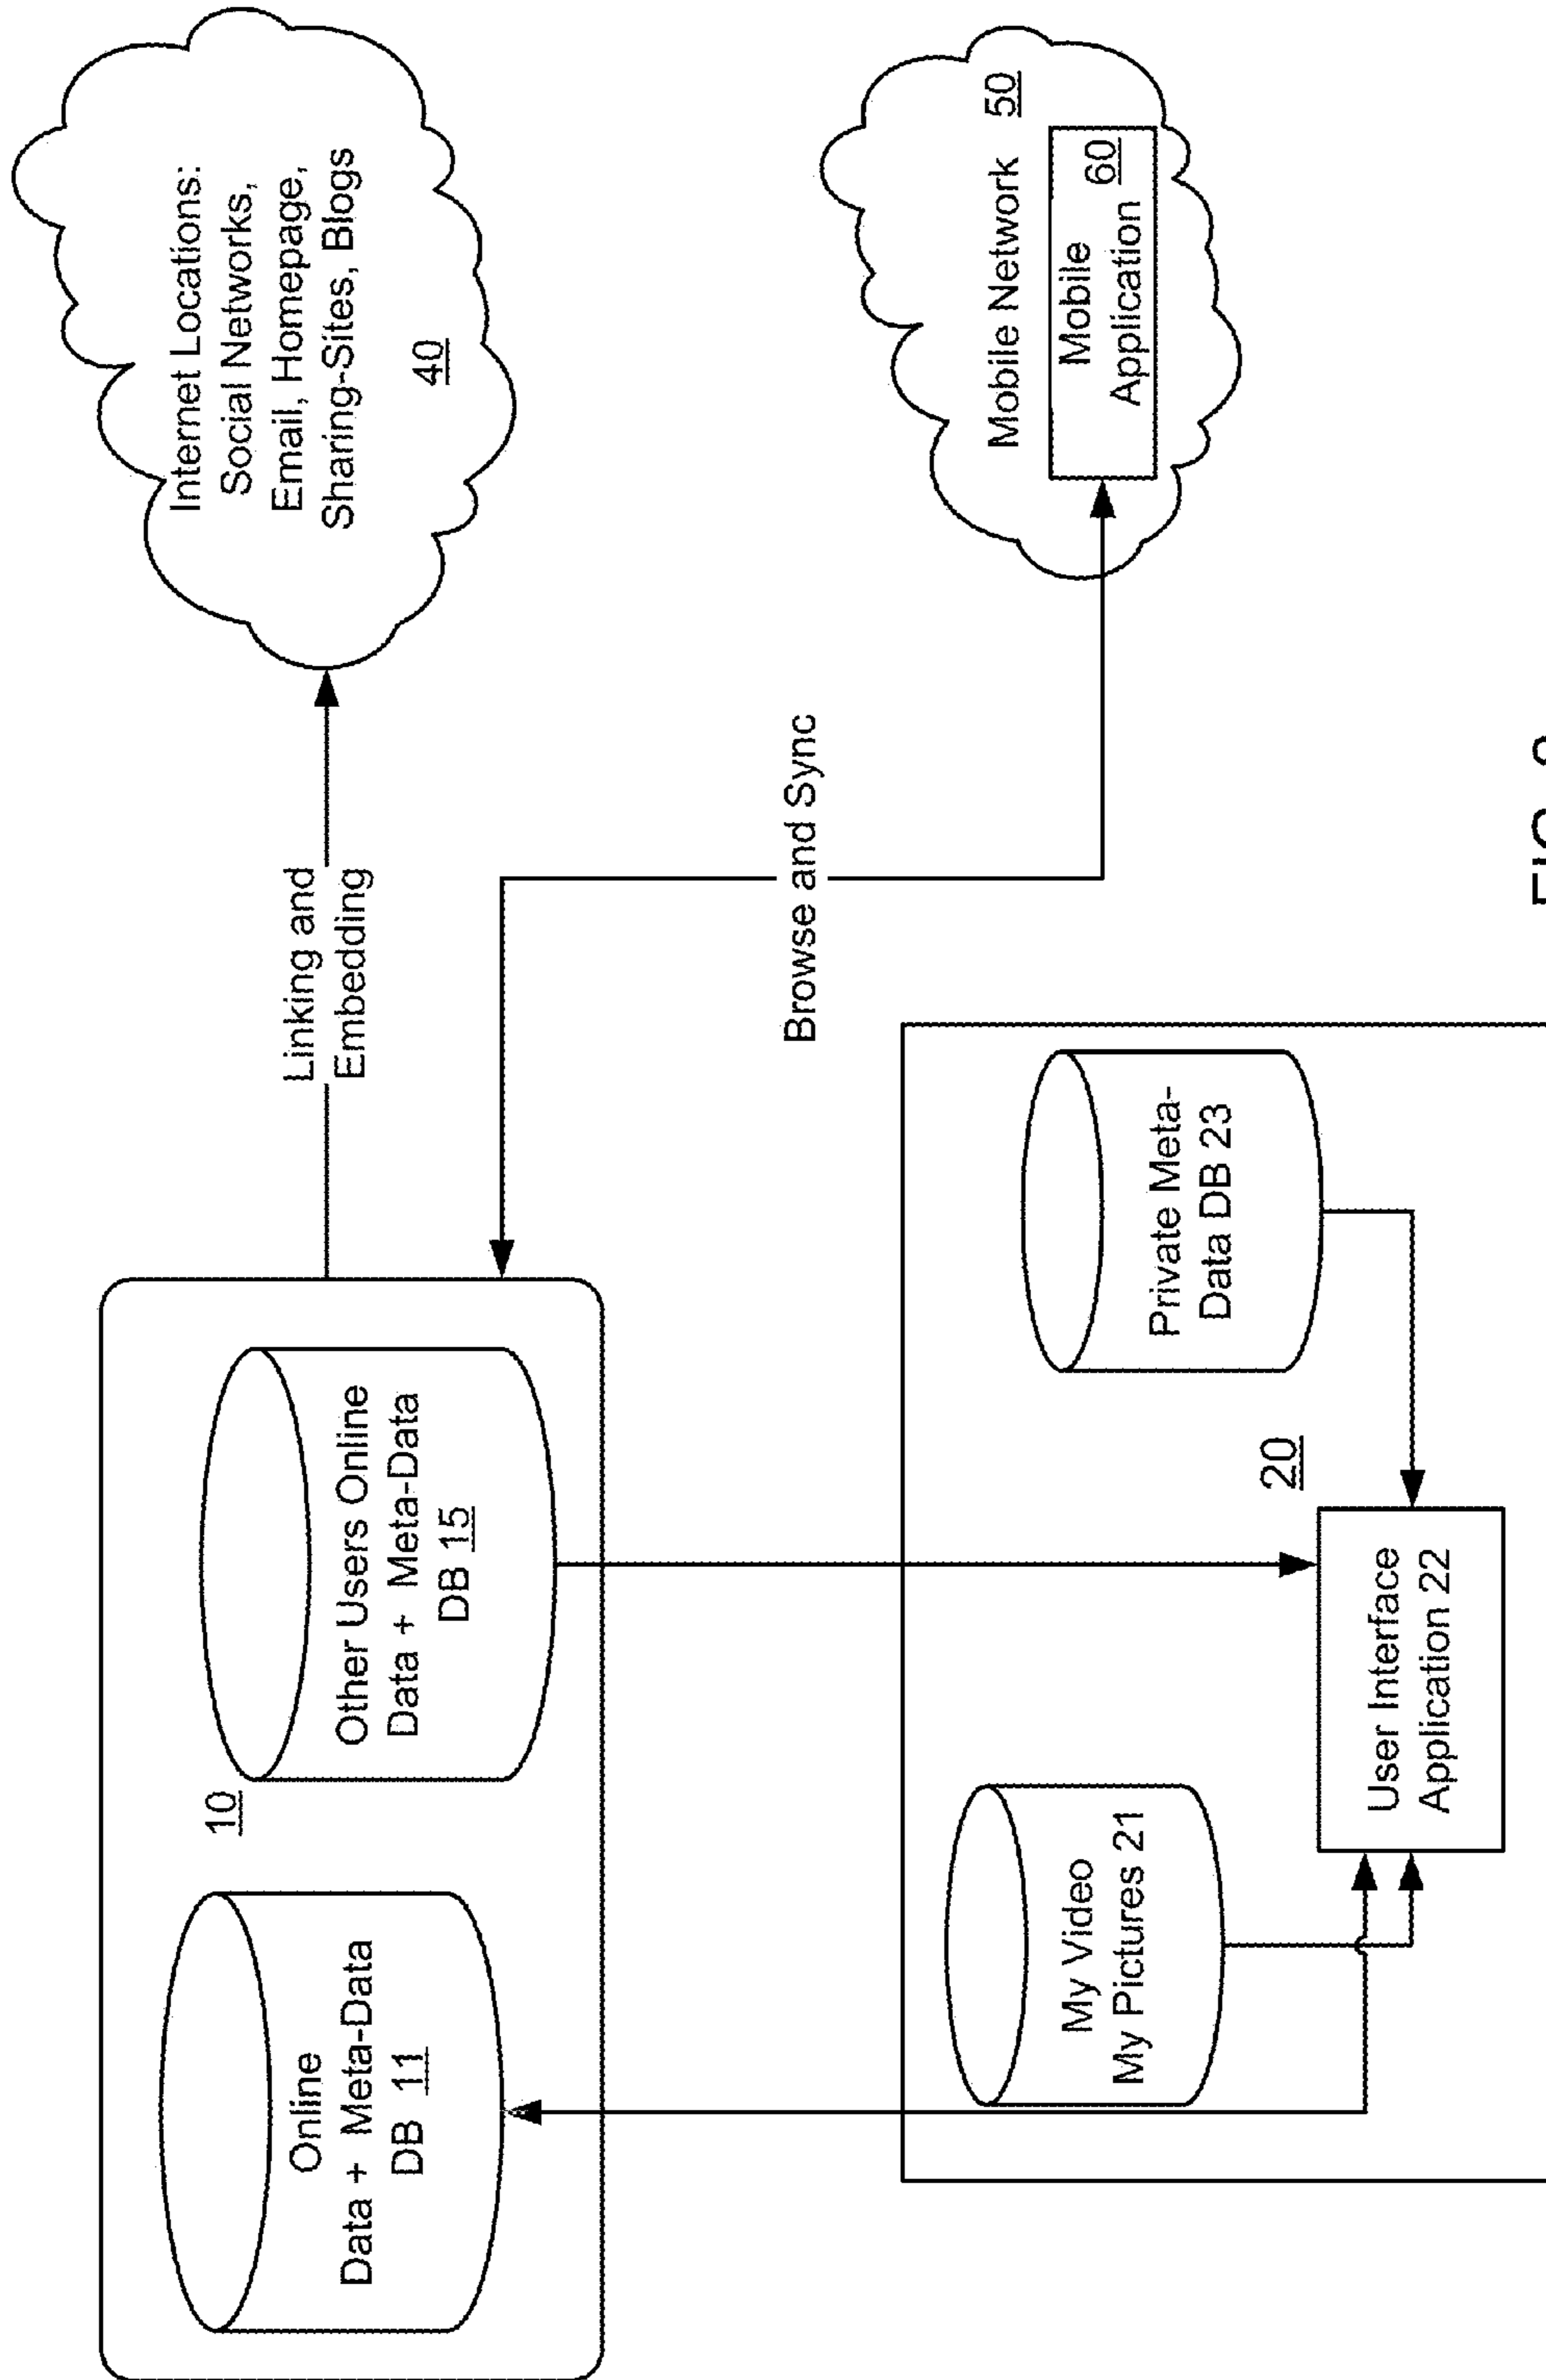 Online
Data + Meta-Data
DB 11
10
Other Users Online
Data + Meta-Data
DB 15
Linking and
Embedding
Internet Locations:
Social Networks,
Email, Homepage,
Sharing-Sites, Blogs
40
Browse and Sync
Mobile Network 50
Mobile
Application 60
My Video
My Pictures 21
20
User Interface
Application 22
Private Meta-
Data DB 23
FIG.